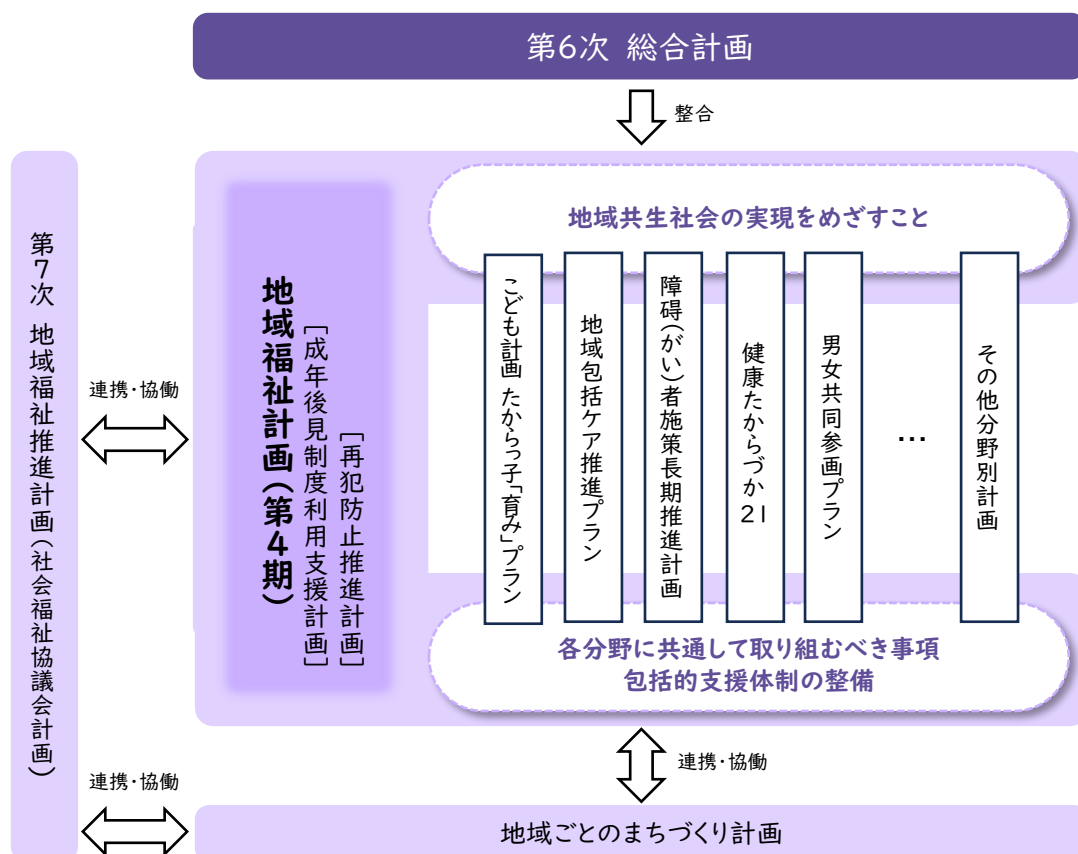 第6次 総合計画
整合
第7次 地域福祉推進計画(社会福祉協議会計画)
連携・協働
地域福祉計画(第4期)
[成年後見制度利用支援計画]
[再犯防止推進計画]
地域共生社会の実現をめざすこと
こども計画 たからっ子「育み」プラン
地域包括ケア推進プラン
障碍(がい)者施策長期推進計画
健康たからづか21
男女共同参画プラン
…
その他分野別計画
各分野に共通して取り組むべき事項
包括的支援体制の整備
連携・協働
連携・協働
地域ごとのまちづくり計画